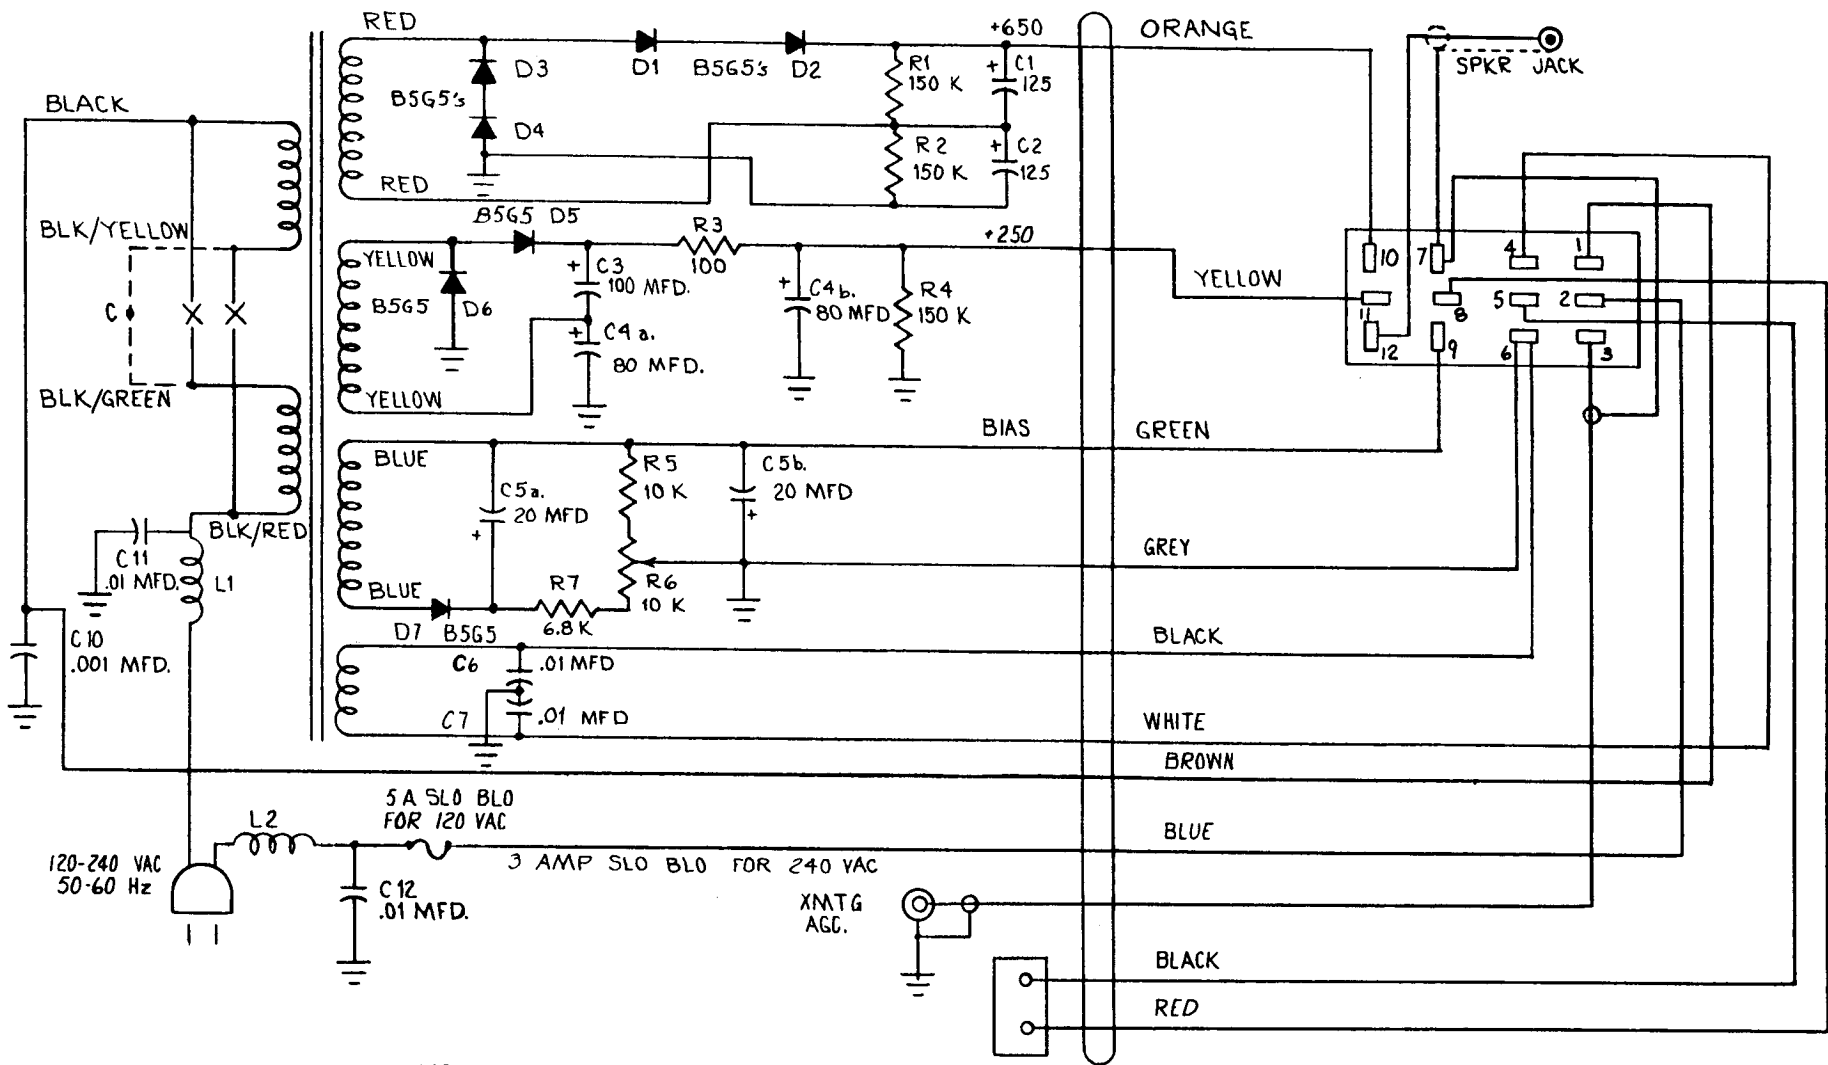 RED
+650
ORANGE
D3
D1
B5G5's
D2
R1
150 K
+
C1
125
SPKR JACK
B5G5's
BLACK
D4
R2
150 K
+
C2
125
RED
B5G5 D5
R3
100
+250
BLK/YELLOW
YELLOW
B5G5
D6
+
C3
100 MFD.
+
C4b.
80 MFD
R4
150 K
YELLOW
10
7
4
1
11
8
5
2
12
9
6
3
C
+
C4a.
80 MFD.
BLK/GREEN
YELLOW
BIAS
GREEN
BLUE
C5a.
20 MFD
+
R5
10 K
C5b.
20 MFD
+
BLK/RED
C11
.01 MFD.
L1
GREY
BLUE
R7
6.8K
R6
10 K
D7 B5G5
C10
.001 MFD.
C6
.01 MFD
BLACK
C7
.01 MFD
WHITE
BROWN
5A SLO BLO
FOR 120 VAC
L2
BLUE
3 AMP SLO BLO FOR 240 VAC
120-240 VAC
50-60 Hz
C12
.01 MFD.
XMTG
AGC.
BLACK
RED